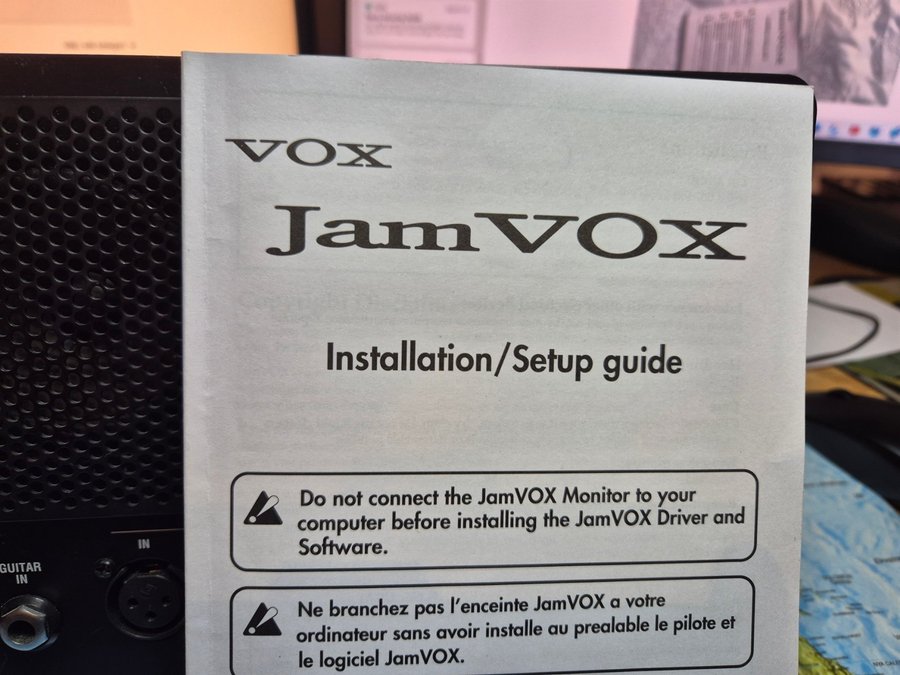 VOX
JamVOX
Installation/Setup guide
Do not connect the JamVOX Monitor to your
computer before installing the JamVOX Driver and
Software.
Ne branchez pas l'enceinte JamVOX a votre
ordinateur sans avoir installe au prealable le pilote et
le logiciel JamVOX.
IN
GUITAR
IN